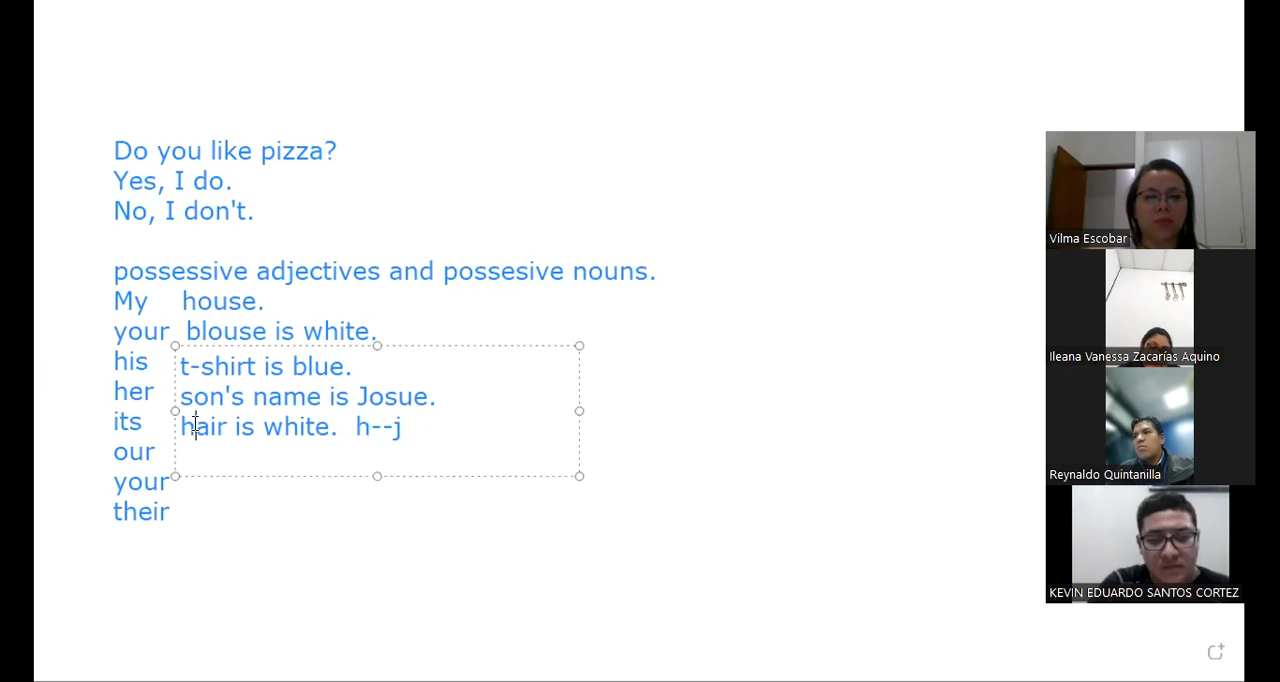 Do you like pizza?
Yes, I do.
No, I don't.
possessive adjectives and possesive nouns.
My house.
your blouse is white.
his t-shirt is blue.
her son's name is Josue.
its hair is white. h--j
our
your
their
Vilma Escobar
Ileana Vanessa Zacarías Aquino
Reynaldo Quintanilla
KEVIN EDUARDO SANTOS CORTEZ